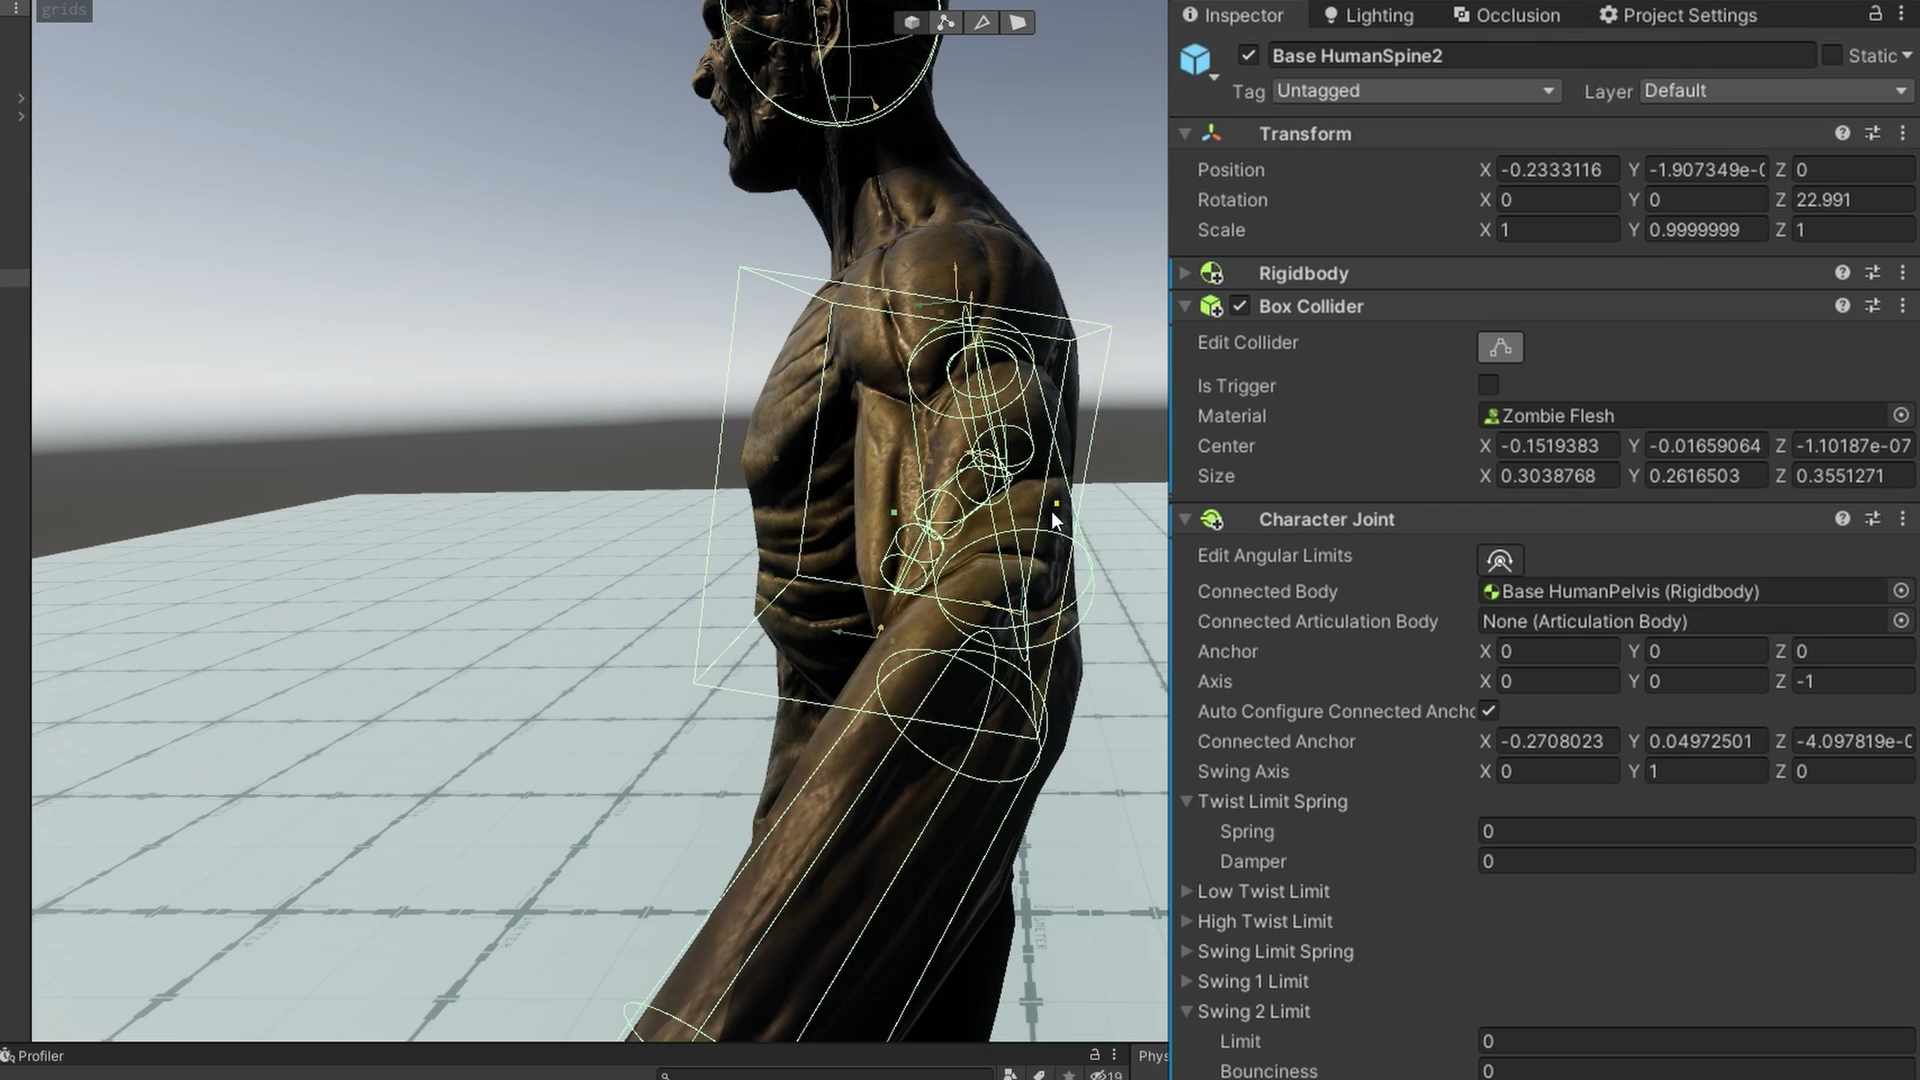 grids
Inspector Lighting Occlusion Project Settings
Base HumanSpine2 Static
Tag Untagged Layer Default
Transform
Position X -0.2333116 Y -1.907349e-0 Z 0
Rotation X 0 Y 0 Z 22.991
Scale X 1 Y 0.9999999 Z 1
Rigidbody
Box Collider
Edit Collider
Is Trigger
Material Zombie Flesh
Center X -0.1519383 Y -0.01659064 Z -1.10187e-07
Size X 0.3038768 Y 0.2616503 Z 0.3551271
Character Joint
Edit Angular Limits
Connected Body Base HumanPelvis (Rigidbody)
Connected Articulation Body None (Articulation Body)
Anchor X 0 Y 0 Z 0
Axis X 0 Y 0 Z -1
Auto Configure Connected Ancho
Connected Anchor X -0.2708023 Y 0.04972501 Z -4.097819e-0
Swing Axis X 0 Y 1 Z 0
Twist Limit Spring
Spring 0
Damper 0
Low Twist Limit
High Twist Limit
Swing Limit Spring
Swing 1 Limit
Swing 2 Limit
Limit 0
Bounciness 0
Profiler
Phys
19
METER